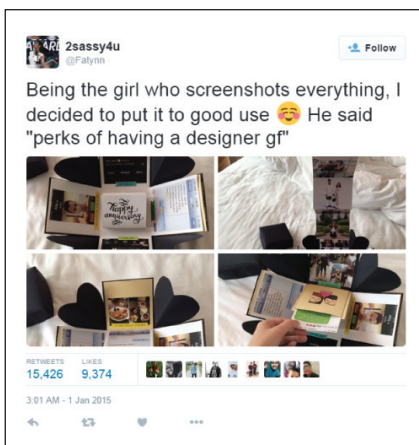 2sassy4u
@Fatynn
Follow
Being the girl who screenshots everything, I
decided to put it to good use ☺️ He said
"perks of having a designer gf"
happy
anniversary
RETWEETS
LIKES
15,426
9,374
3:01 AM - 1 Jan 2015